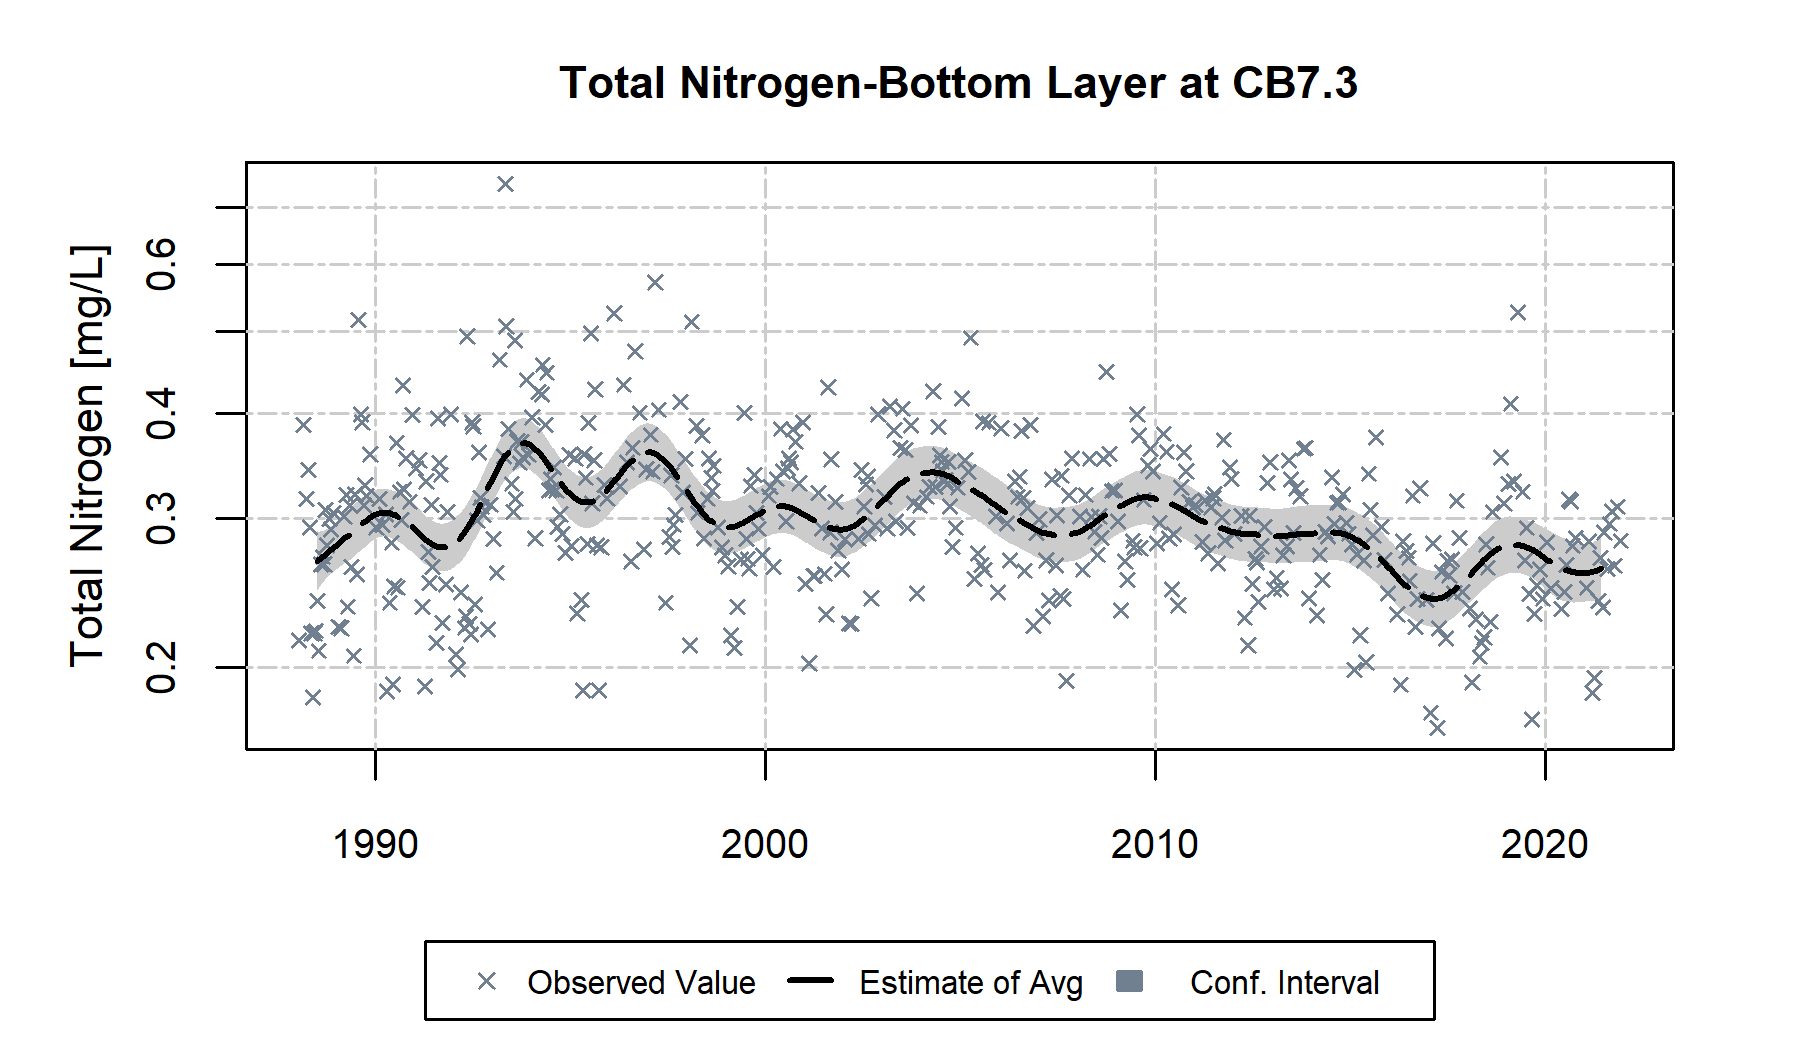 Total Nitrogen-Bottom Layer at CB7.3
Total Nitrogen [mg/L]
0.6
0.4
0.3
0.2
1990 2000 2010 2020
Observed Value Estimate of Avg Conf. Interval